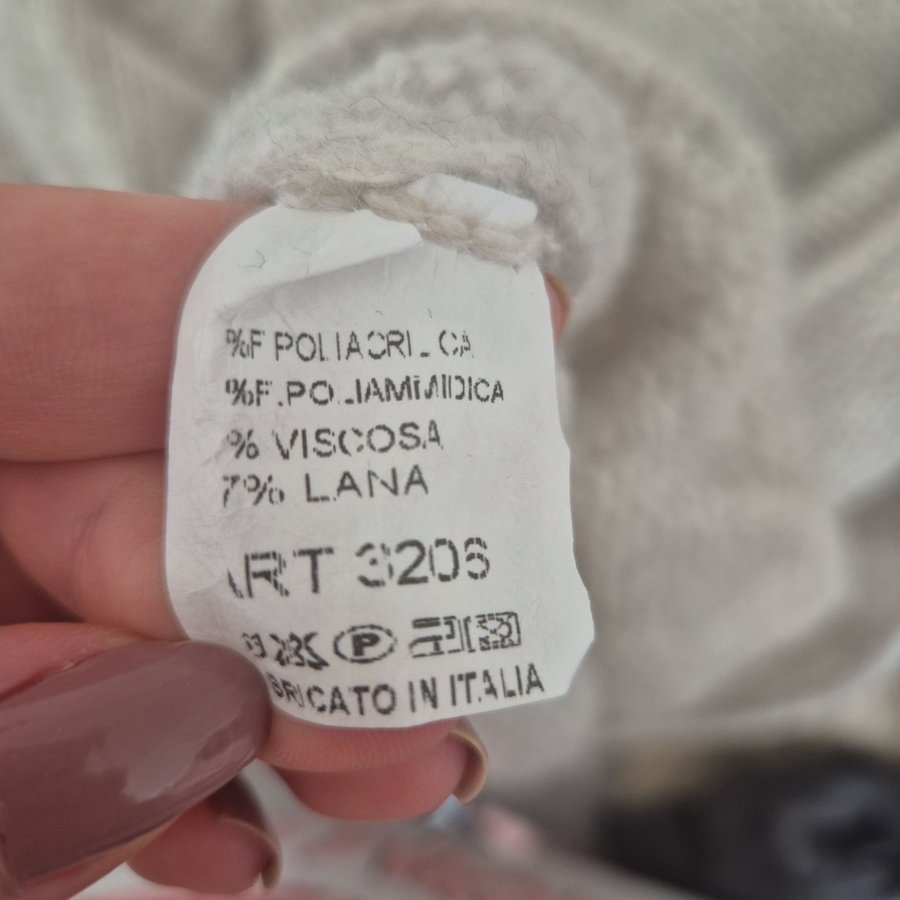 %F POLIACRILICA
%F.POLIAMMIDICA
% VISCOSA
7% LANA
ART 3206
P
BRICATO IN ITALIA